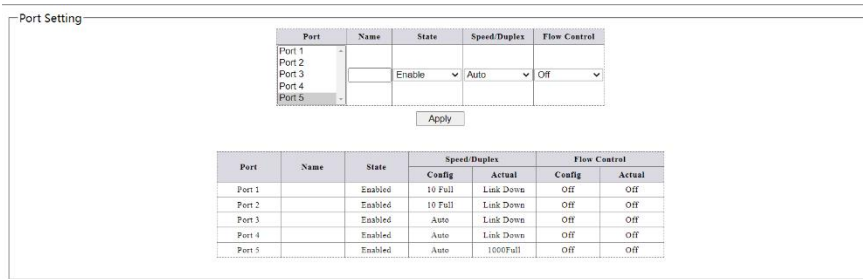 Port Setting
Port Name State Speed/Duplex Flow Control
Port 1
Port 2
Port 3 Enable Auto Off
Port 4
Port 5
Apply
Port Name State Speed/Duplex Flow Control
Config Actual Config Actual
Port 1 Enabled 10 Full Link Down Off Off
Port 2 Enabled 10 Full Link Down Off Off
Port 3 Enabled Auto Link Down Off Off
Port 4 Enabled Auto Link Down Off Off
Port 5 Enabled Auto 1000Full Off Off